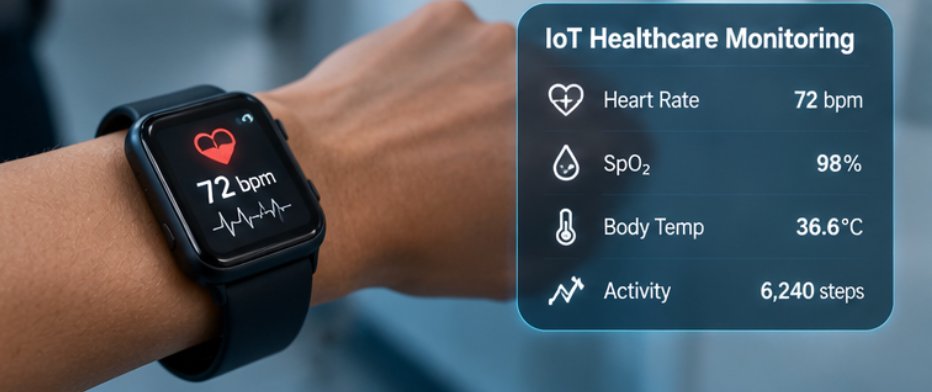 72 bpm
IoT Healthcare Monitoring
Heart Rate 72 bpm
SpO₂ 98%
Body Temp 36.6°C
Activity 6,240 steps